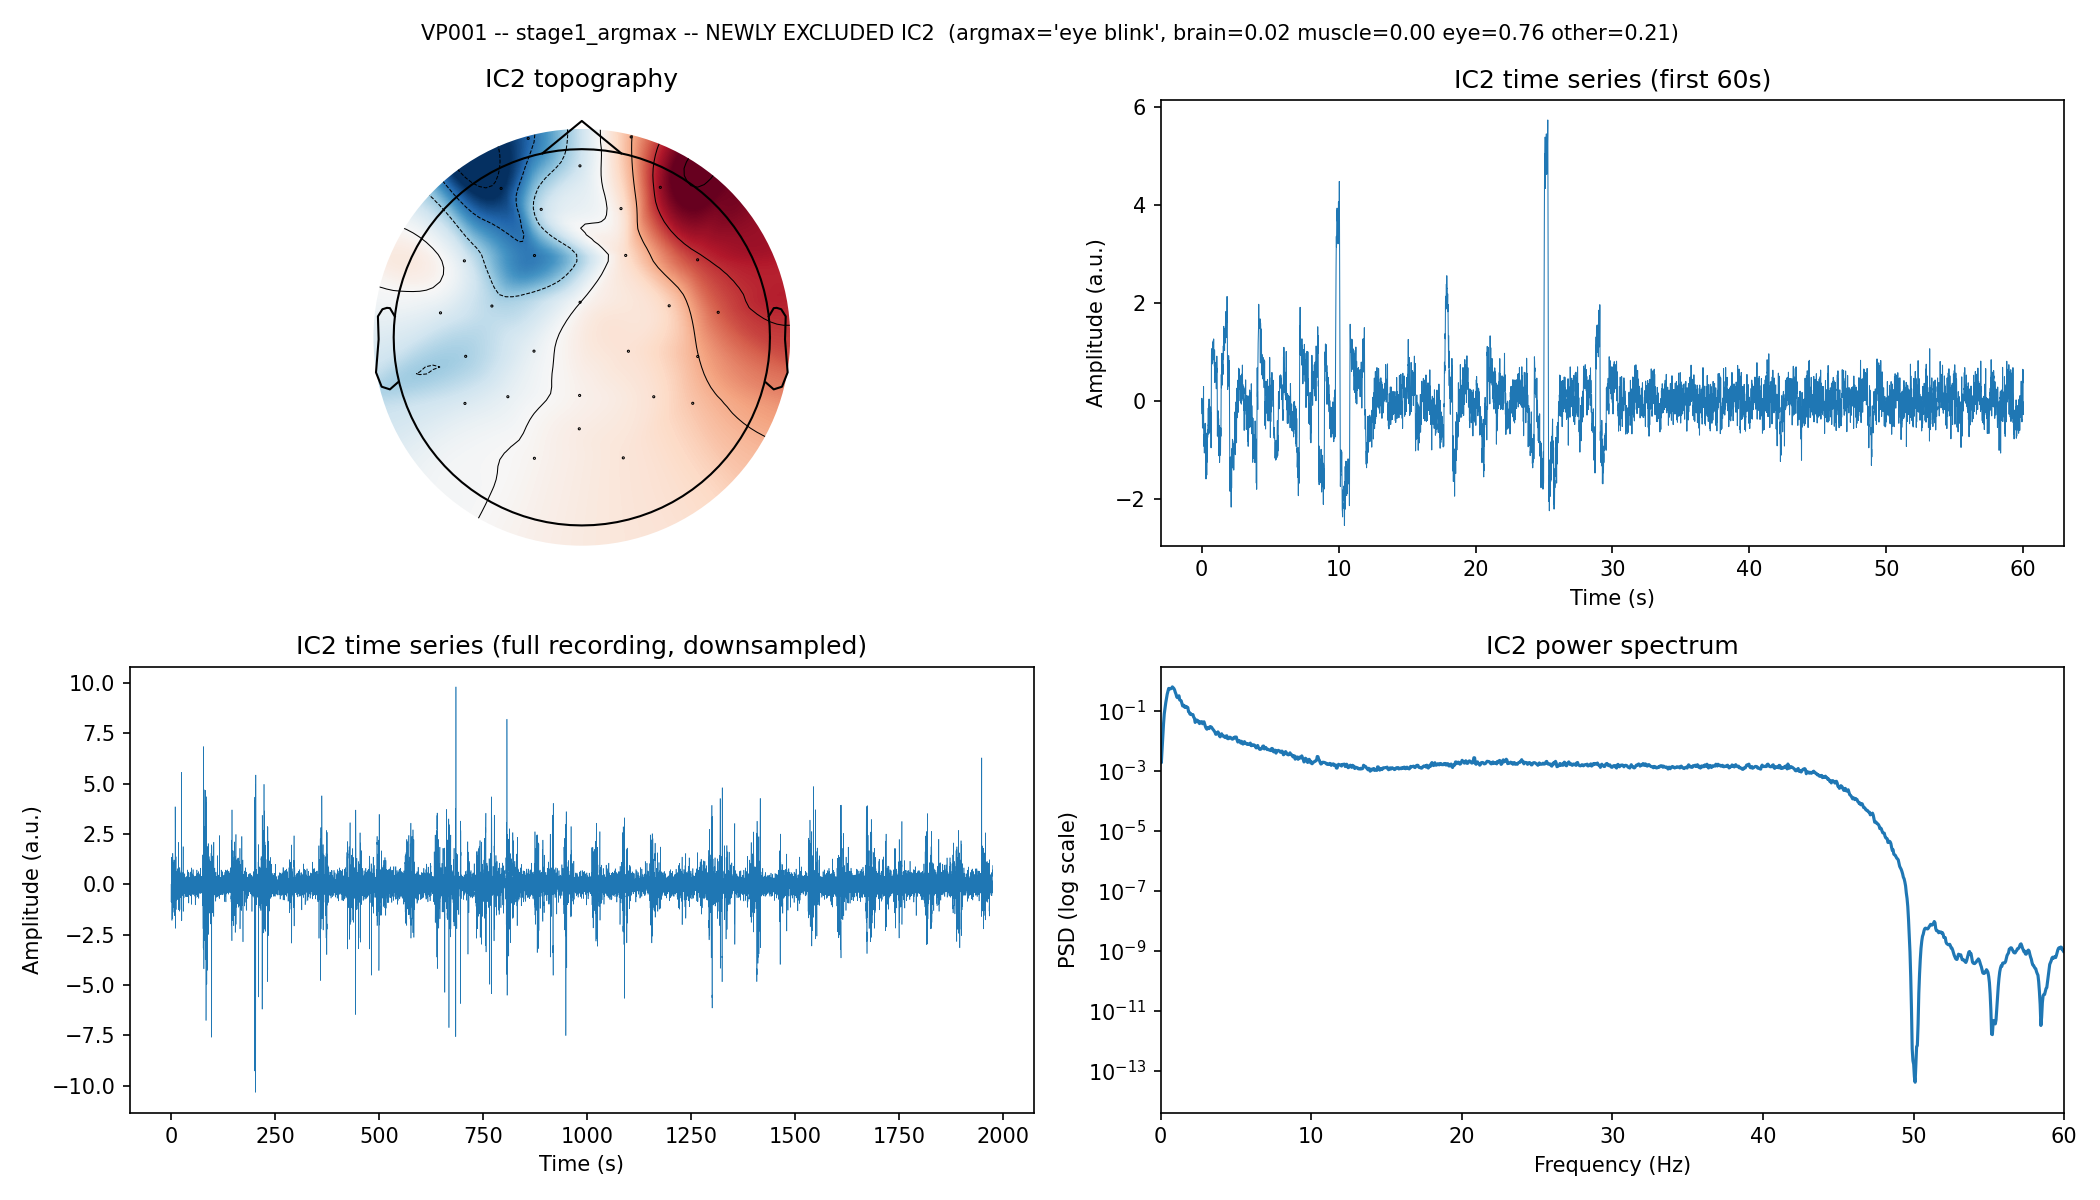 VP001 -- stage1_argmax -- NEWLY EXCLUDED IC2  (argmax='eye blink', brain=0.02 muscle=0.00 eye=0.76 other=0.21)
IC2 topography
IC2 time series (first 60s)
Amplitude (a.u.)
6
4
2
0
−2
0 10 20 30 40 50 60
Time (s)
IC2 time series (full recording, downsampled)
Amplitude (a.u.)
10.0
7.5
5.0
2.5
0.0
−2.5
−5.0
−7.5
−10.0
0 250 500 750 1000 1250 1500 1750 2000
Time (s)
IC2 power spectrum
PSD (log scale)
10⁻¹
10⁻³
10⁻⁵
10⁻⁷
10⁻⁹
10⁻¹¹
10⁻¹³
0 10 20 30 40 50 60
Frequency (Hz)